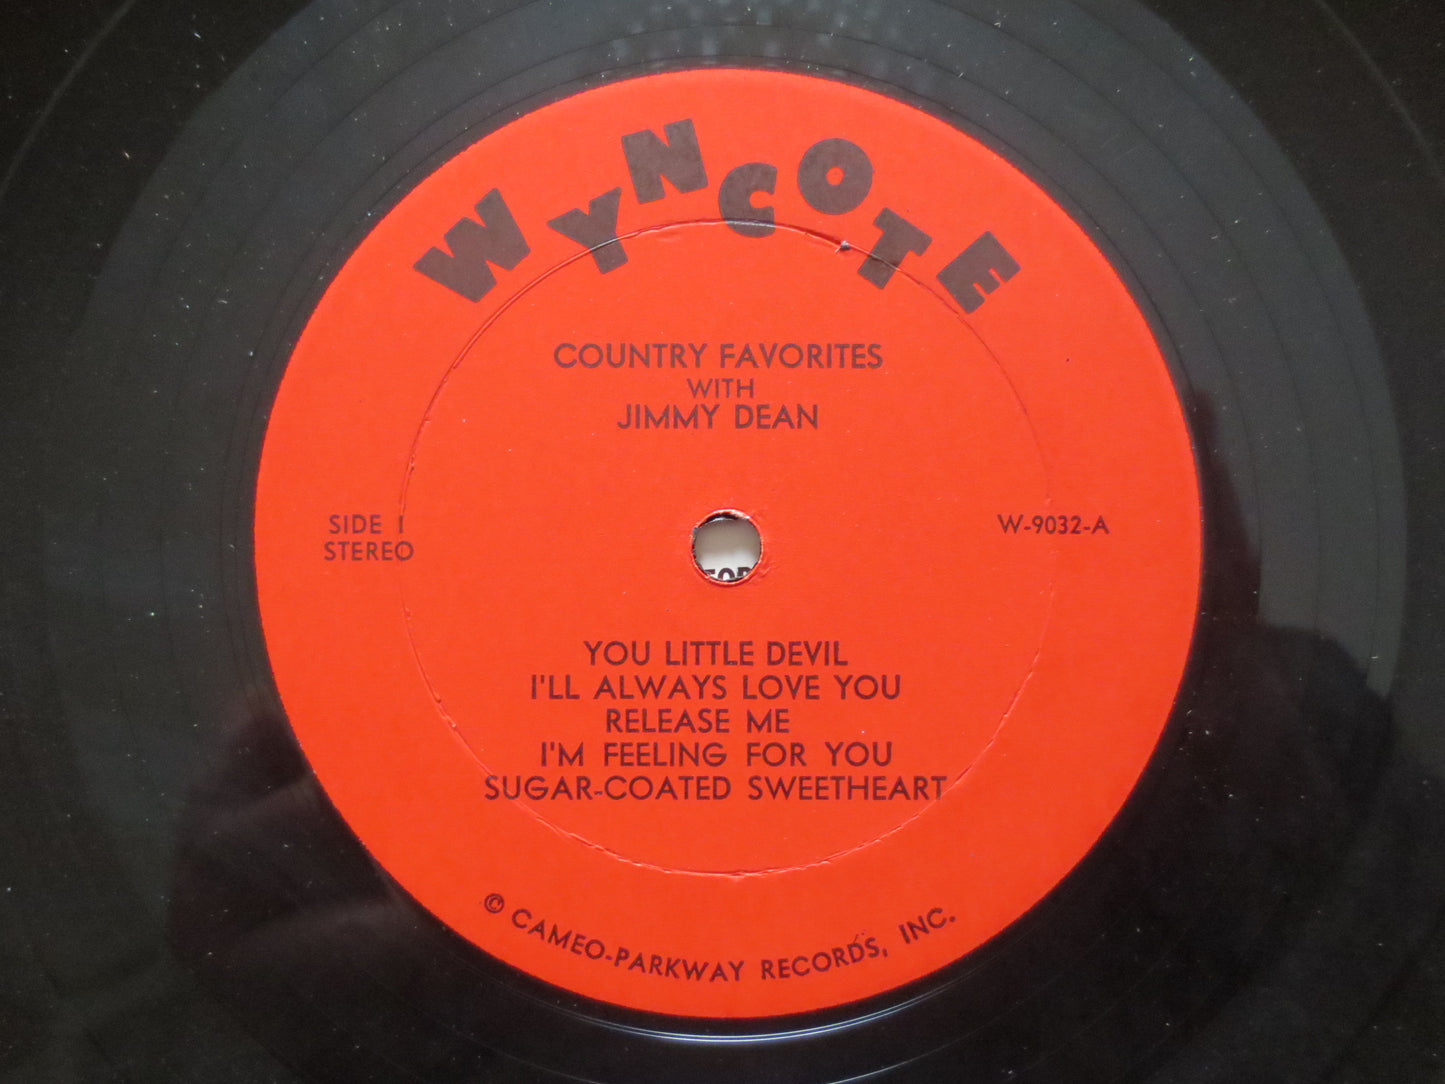 WYNCOTE
COUNTRY FAVORITES
WITH
JIMMY DEAN
SIDE 1
STEREO
W-9032-A
YOU LITTLE DEVIL
I'LL ALWAYS LOVE YOU
RELEASE ME
I'M FEELING FOR YOU
SUGAR-COATED SWEETHEART
© CAMEO-PARKWAY RECORDS, INC.